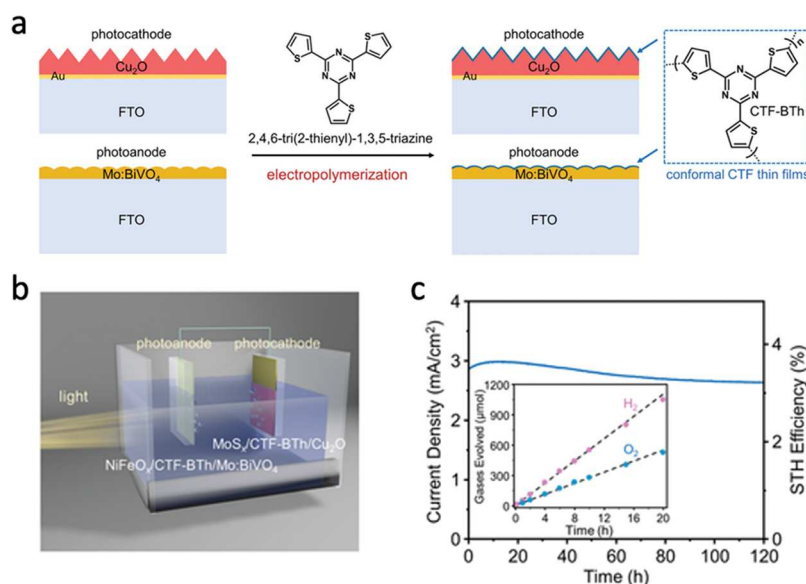 a
photocathode
Cu2O
Au
FTO
photoanode
Mo:BiVO4
FTO
N
N
N
S
S
S
2,4,6-tri(2-thienyl)-1,3,5-triazine
electropolymerization
photocathode
Cu2O
Au
FTO
photoanode
Mo:BiVO4
FTO
N
N
N
S
S
S
n
CTF-BTh
conformal CTF thin films
b
photoanode
photocathode
light
MoSx/CTF-BTh/Cu2O
NiFeOx/CTF-BTh/Mo:BiVO4
c
Current Density (mA/cm2)
4
3
2
1
0
STH Efficiency (%)
4
2
0
0 20 40 60 80 100 120
Time (h)
Gases Evolved (μmol)
1200
900
600
300
0
H2
O2
0 4 8 12 16 20
Time (h)